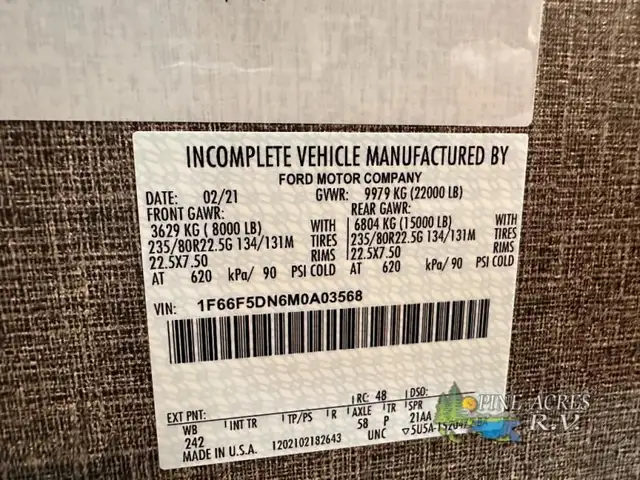 INCOMPLETE VEHICLE MANUFACTURED BY
FORD MOTOR COMPANY
DATE: 02/21 GVWR: 9979 KG (22000 LB)
FRONT GAWR: REAR GAWR:
3629 KG ( 8000 LB) WITH 6804 KG (15000 LB) WITH
235/80R22.5G 134/131M TIRES 235/80R22.5G 134/131M TIRES
22.5X7.50 RIMS 22.5X7.50 RIMS
AT 620 kPa/ 90 PSI COLD AT 620 kPa/ 90 PSI COLD
VIN: 1F66F5DN6M0A03568
EXT PNT: RC: 48 DSO:
WB INT TR TP/PS R AXLE TR SPR
242 58 P 21AA
UNC
MADE IN U.S.A. 1202102182643
PINE ACRES
R.V.